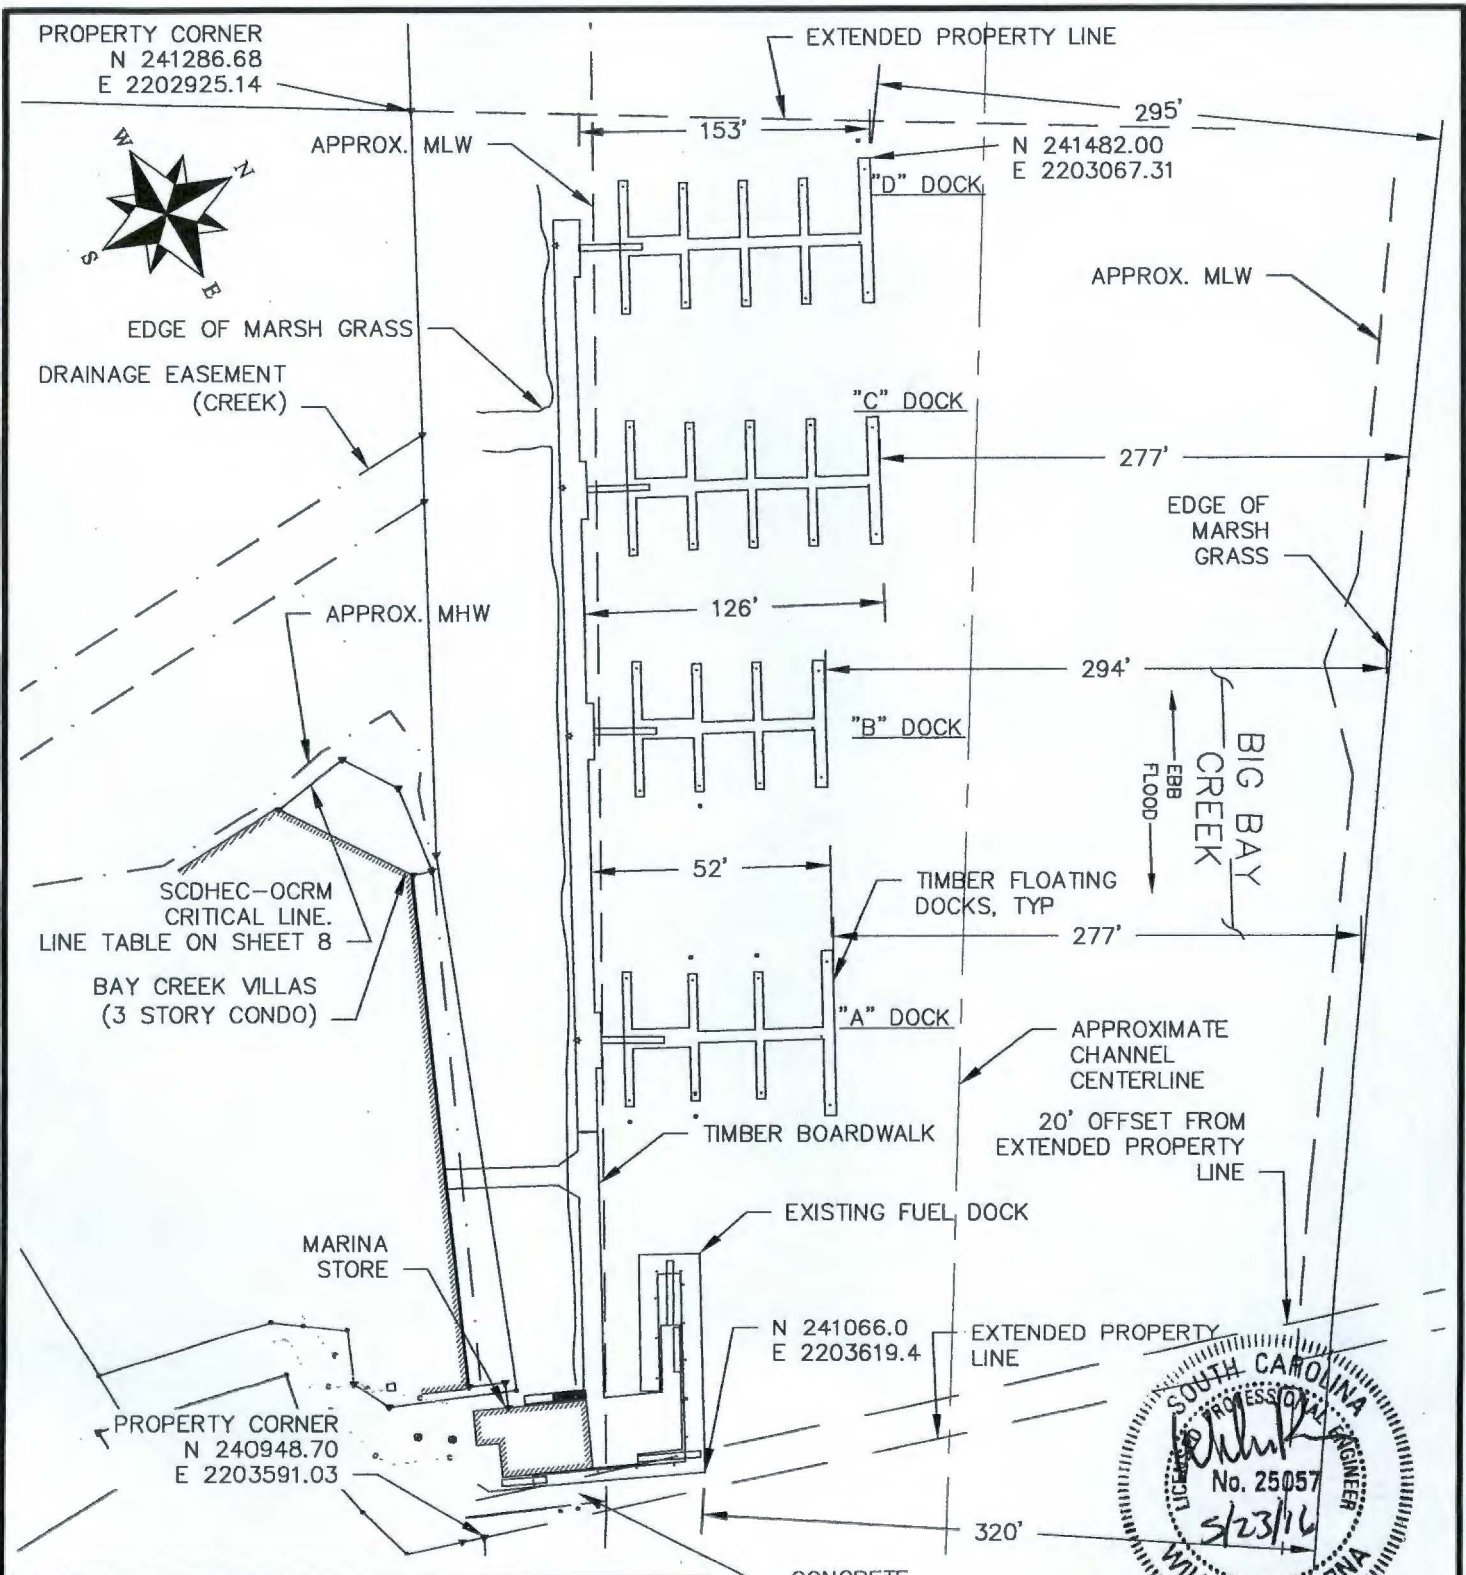 PROPERTY CORNER
N 241286.68
E 2202925.14
EXTENDED PROPERTY LINE
295'
153'
APPROX. MLW
N 241482.00
E 2203067.31
W
N
S
E
"D" DOCK
APPROX. MLW
EDGE OF MARSH GRASS
DRAINAGE EASEMENT
(CREEK)
"C" DOCK
277'
EDGE OF
MARSH
GRASS
126'
APPROX. MHW
294'
"B" DOCK
BIG BAY
CREEK
EBB
FLOOD
52'
TIMBER FLOATING
DOCKS, TYP
SCDHEC-OCRM
CRITICAL LINE.
LINE TABLE ON SHEET 8
277'
BAY CREEK VILLAS
(3 STORY CONDO)
"A" DOCK
APPROXIMATE
CHANNEL
CENTERLINE
20' OFFSET FROM
EXTENDED PROPERTY
LINE
TIMBER BOARDWALK
EXISTING FUEL DOCK
MARINA
STORE
N 241066.0
E 2203619.4
EXTENDED PROPERTY
LINE
PROPERTY CORNER
N 240948.70
E 2203591.03
SOUTH CAROLINA
LICENSED PROFESSIONAL ENGINEER
No. 25057
5/23/16
320'
CONCRETE